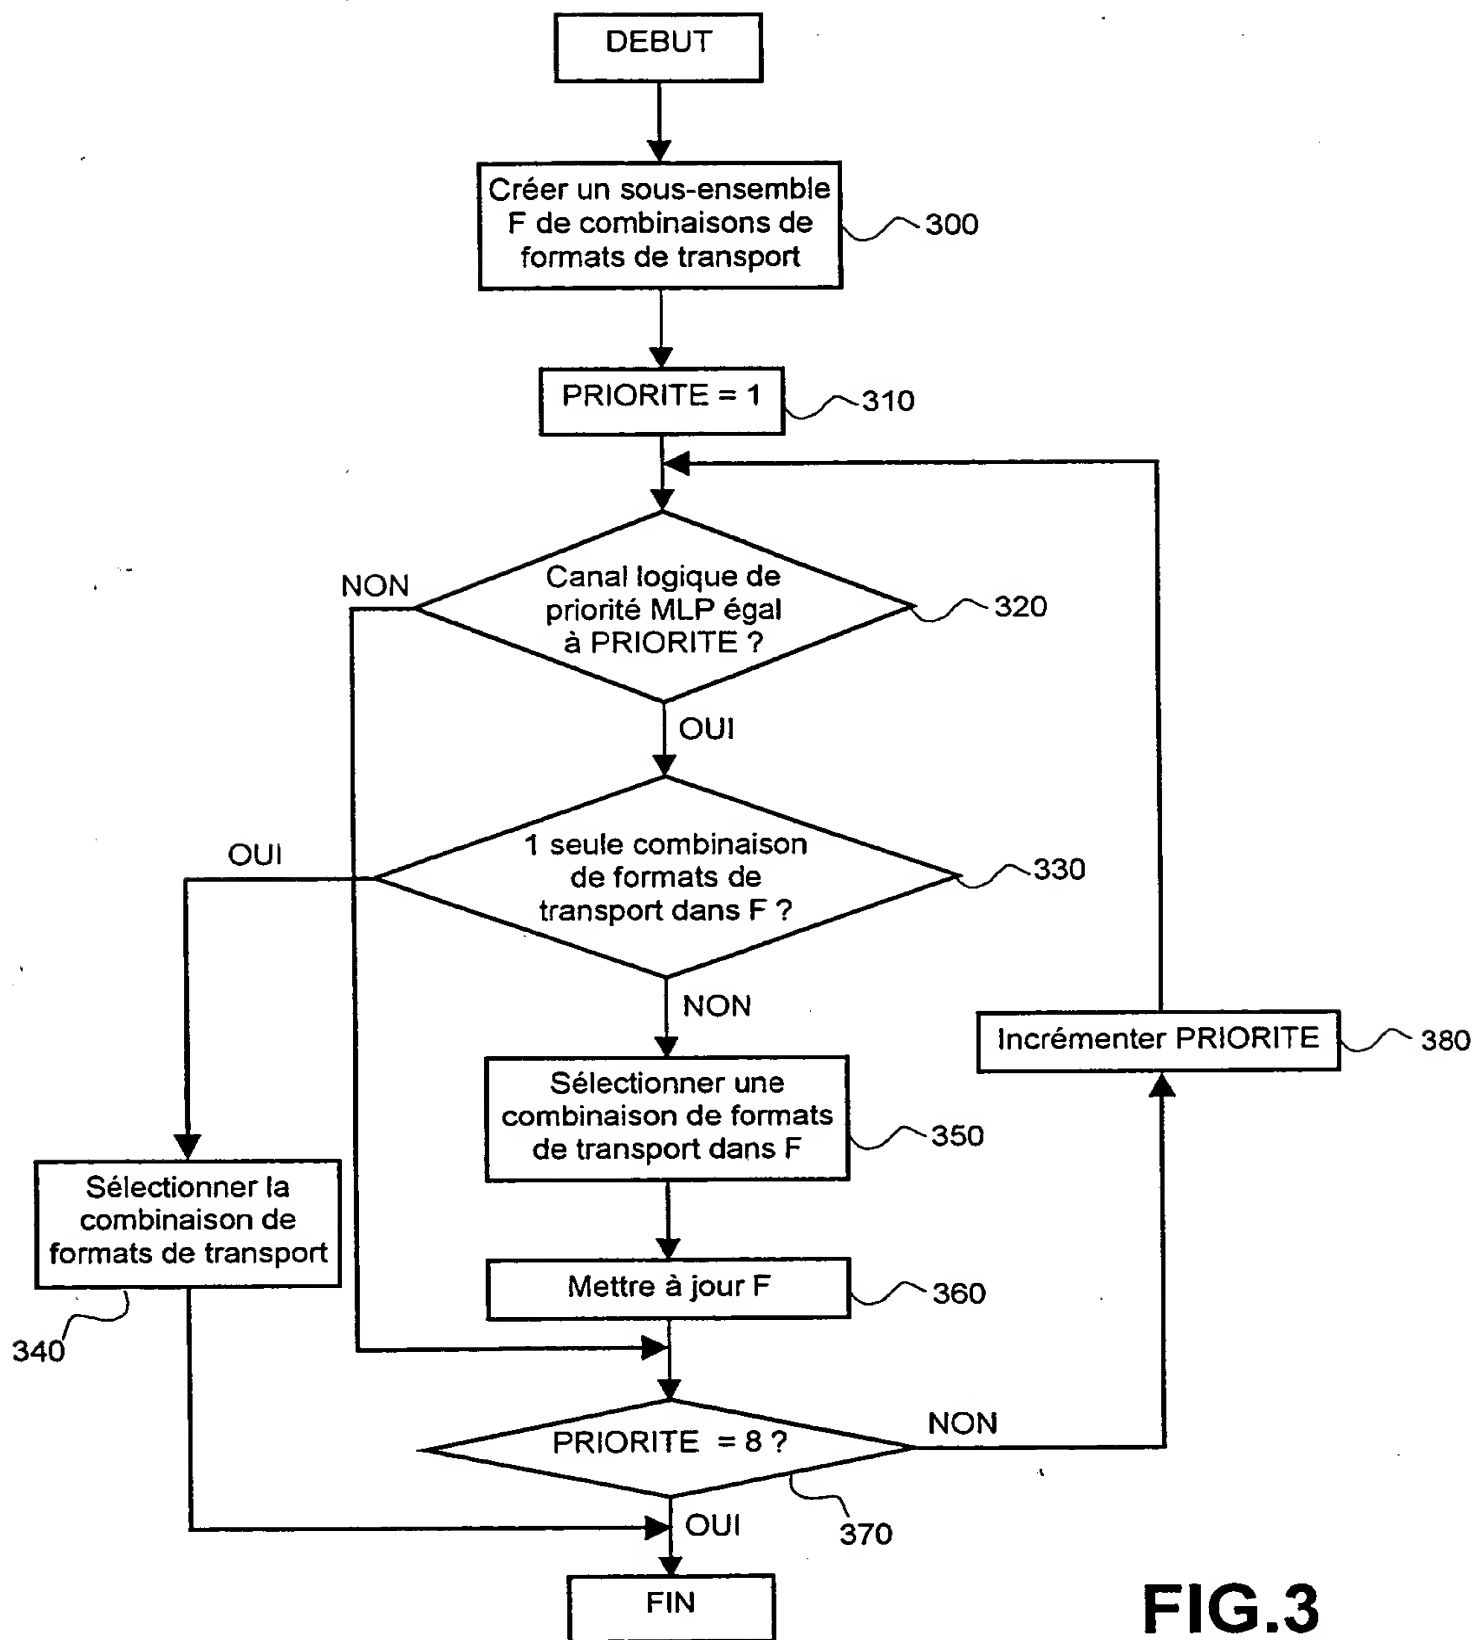 DEBUT
Créer un sous-ensemble
F de combinaisons de
formats de transport
300
PRIORITE = 1
310
NON
Canal logique de
priorité MLP égal
à PRIORITE ?
320
OUI
OUI
1 seule combinaison
de formats de
transport dans F ?
330
NON
Incrémenter PRIORITE
380
Sélectionner une
combinaison de formats
de transport dans F
350
Sélectionner la
combinaison de
formats de transport
340
Mettre à jour F
360
PRIORITE = 8 ?
NON
370
OUI
FIN
FIG.3